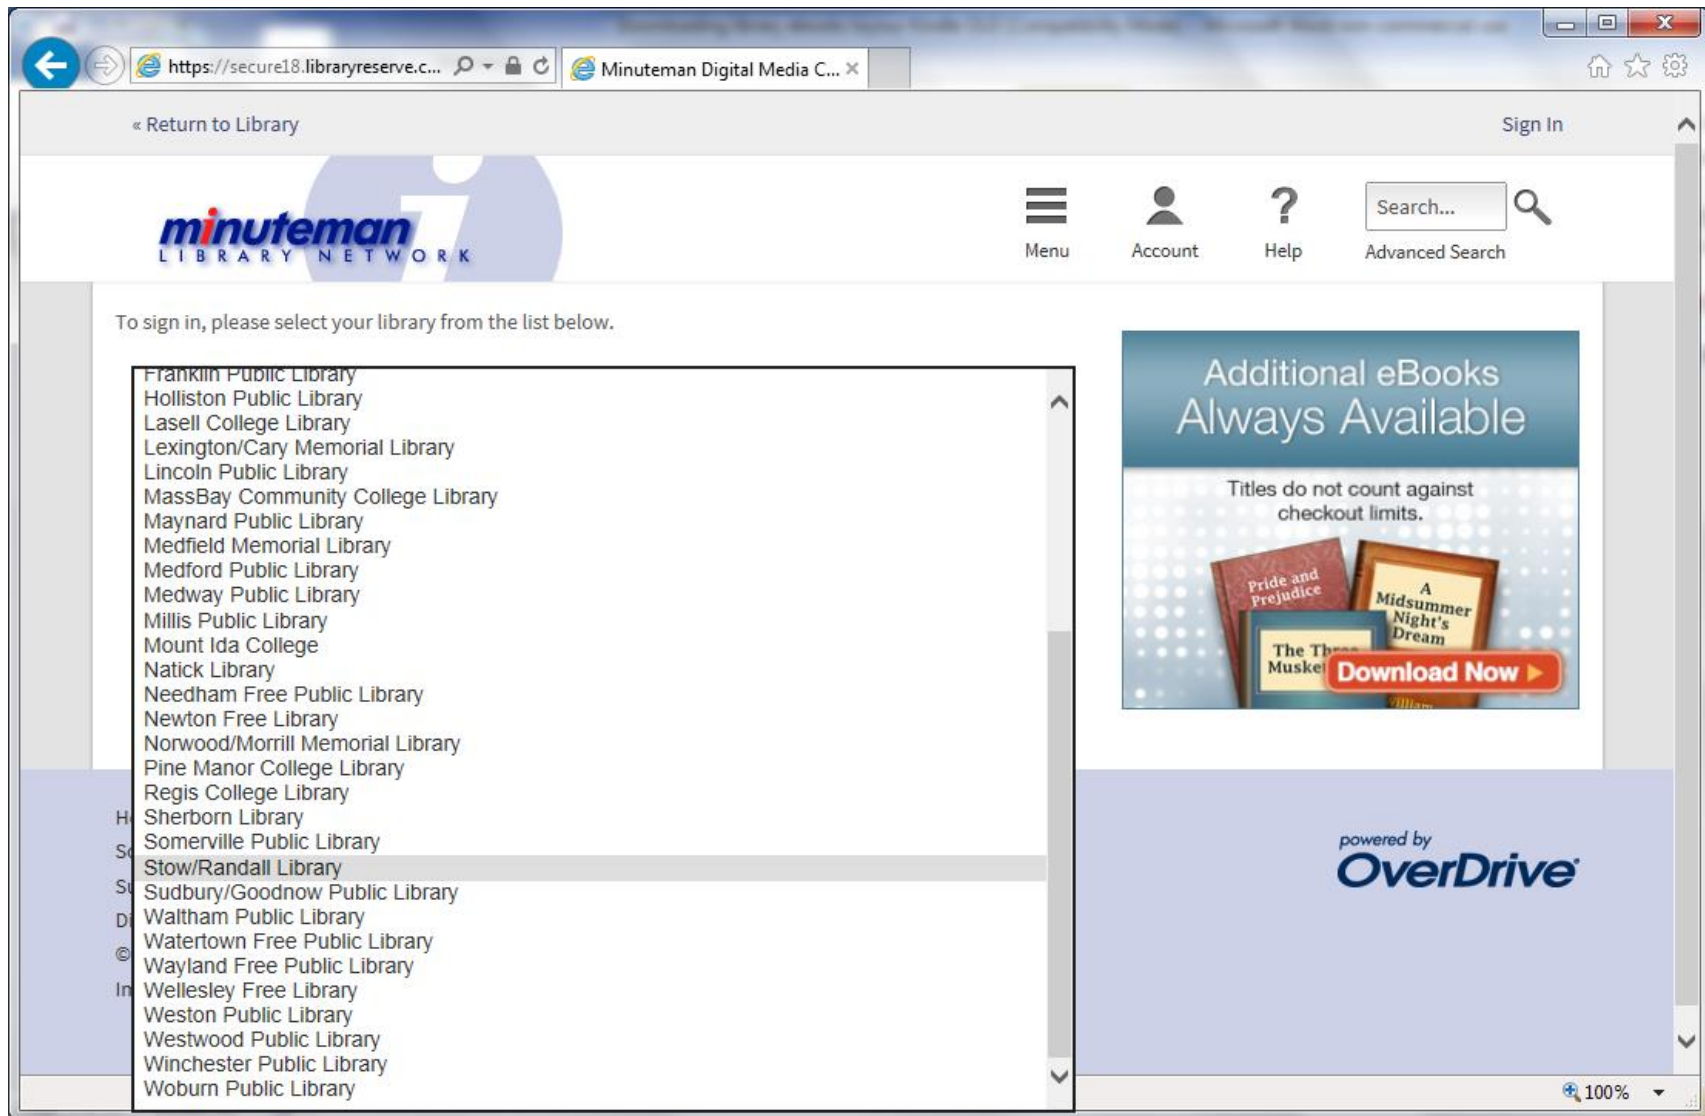 https://secure18.libraryreserve.c...
Minuteman Digital Media C...
« Return to Library
Sign In
minuteman
LIBRARY NETWORK
Menu
Account
Help
Search...
Advanced Search
To sign in, please select your library from the list below.
Franklin Public Library
Holliston Public Library
Lasell College Library
Lexington/Cary Memorial Library
Lincoln Public Library
MassBay Community College Library
Maynard Public Library
Medfield Memorial Library
Medford Public Library
Medway Public Library
Millis Public Library
Mount Ida College
Natick Library
Needham Free Public Library
Newton Free Library
Norwood/Morrill Memorial Library
Pine Manor College Library
Regis College Library
Sherborn Library
Somerville Public Library
Stow/Randall Library
Sudbury/Goodnow Public Library
Waltham Public Library
Watertown Free Public Library
Wayland Free Public Library
Wellesley Free Library
Weston Public Library
Westwood Public Library
Winchester Public Library
Woburn Public Library
Additional eBooks
Always Available
Titles do not count against
checkout limits.
Pride and
Prejudice
A
Midsummer
Night's
Dream
The Three
Musket
Download Now
powered by
OverDrive
100%